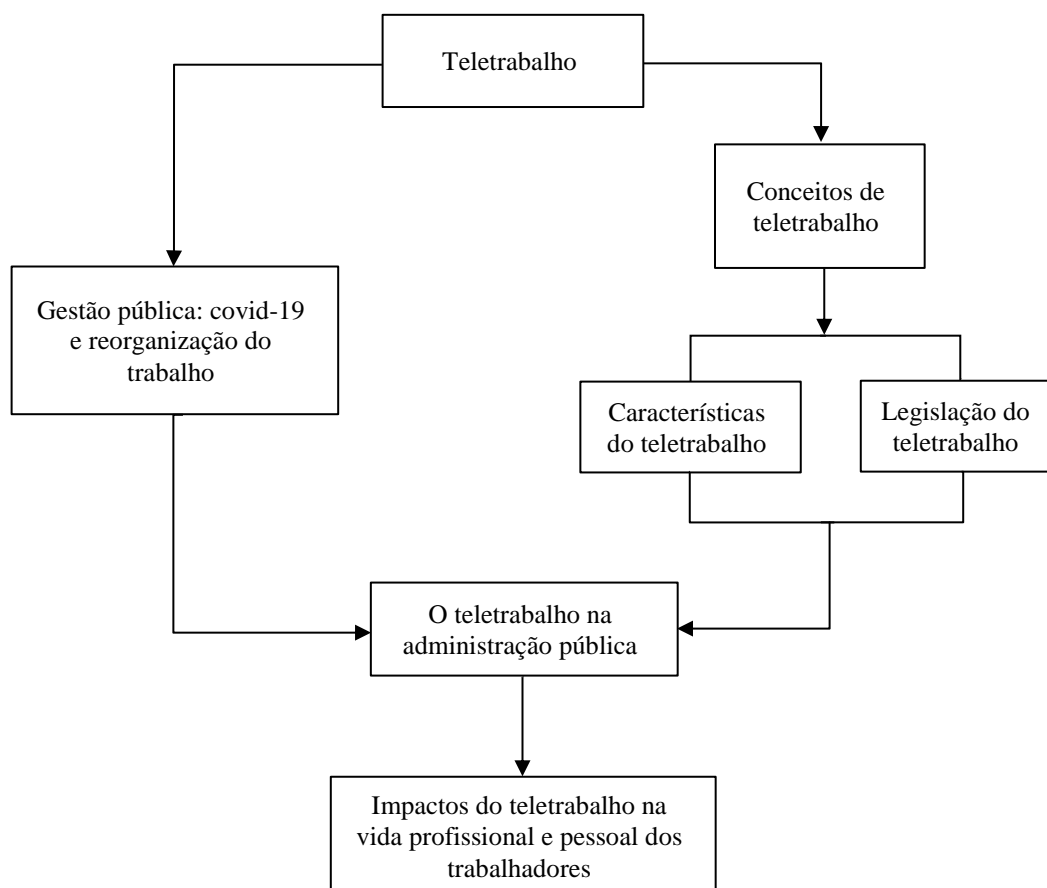 Teletrabalho
Conceitos de
teletrabalho
Gestão pública: covid-19
e reorganização do
trabalho
Características
do teletrabalho
Legislação do
teletrabalho
O teletrabalho na
administração pública
Impactos do teletrabalho na
vida profissional e pessoal dos
trabalhadores